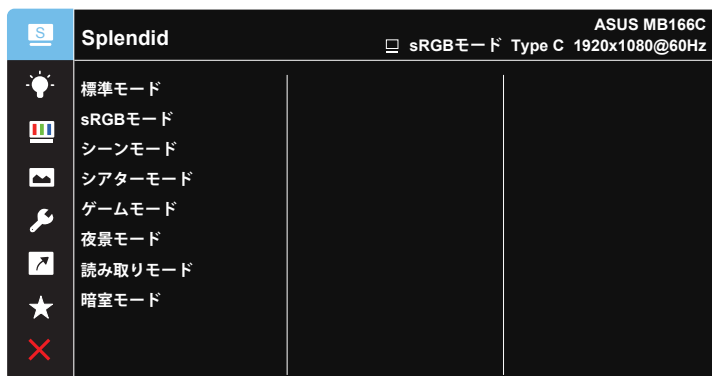 S
Splendid
ASUS MB166C
sRGBモード Type C 1920x1080@60Hz
標準モード
sRGBモード
シーンモード
シアターモード
ゲームモード
夜景モード
読み取りモード
暗室モード